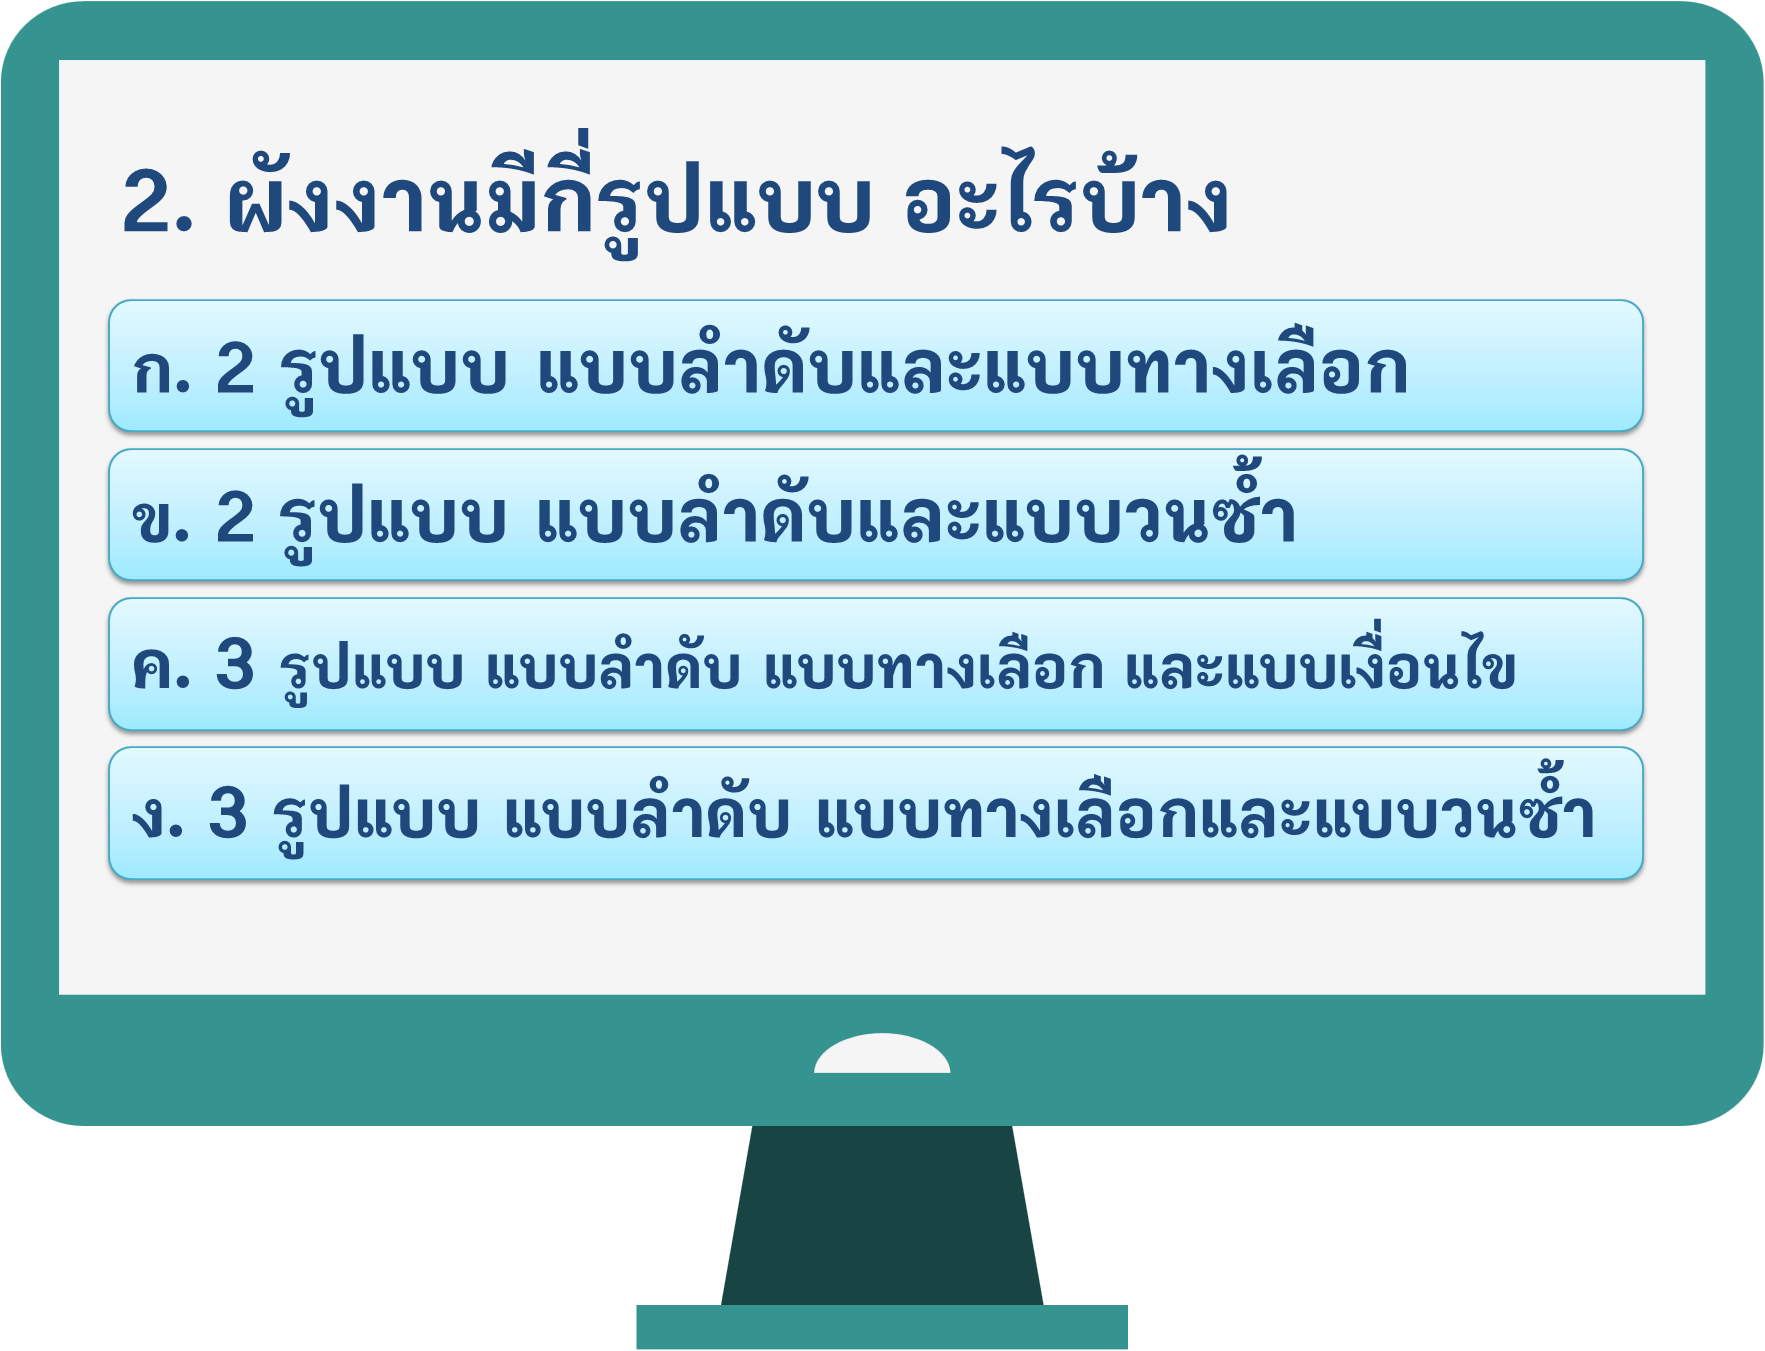 2. ผังงานมีกี่รูปแบบ อะไรบ้าง
ก. 2 รูปแบบ แบบลำดับและแบบทางเลือก
ข. 2 รูปแบบ แบบลำดับและแบบวนซ้ำ
ค. 3 รูปแบบ แบบลำดับ แบบทางเลือก และแบบเงื่อนไข
ง. 3 รูปแบบ แบบลำดับ แบบทางเลือกและแบบวนซ้ำ